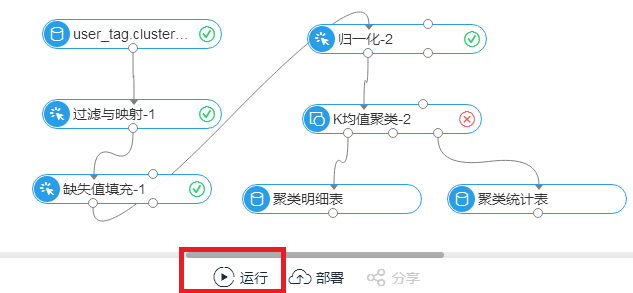 user_tag.cluster...
归一化-2
过滤与映射-1
K均值聚类-2
缺失值填充-1
聚类明细表
聚类统计表
运行
部署
分享